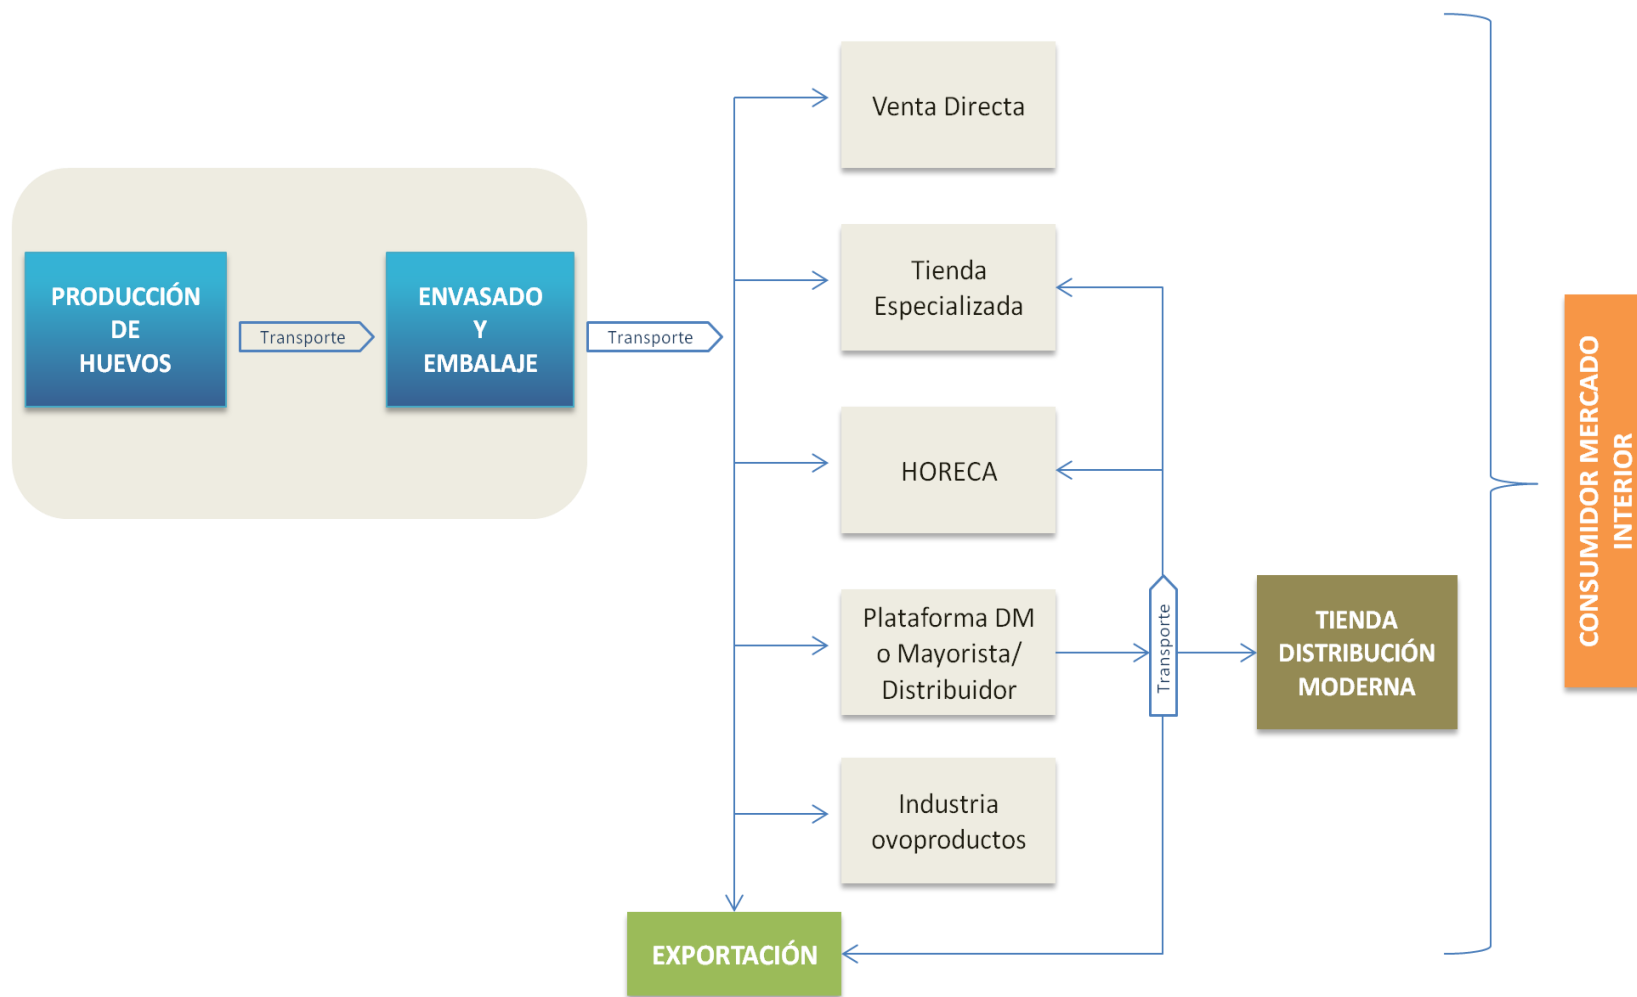 PRODUCCIÓN
DE
HUEVOS
Transporte
ENVASADO
Y
EMBALAJE
Transporte
Venta Directa
Tienda
Especializada
HORECA
Plataforma DM
o Mayorista/
Distribuidor
Industria
ovoproductos
EXPORTACIÓN
Transporte
TIENDA
DISTRIBUCIÓN
MODERNA
CONSUMIDOR MERCADO
INTERIOR